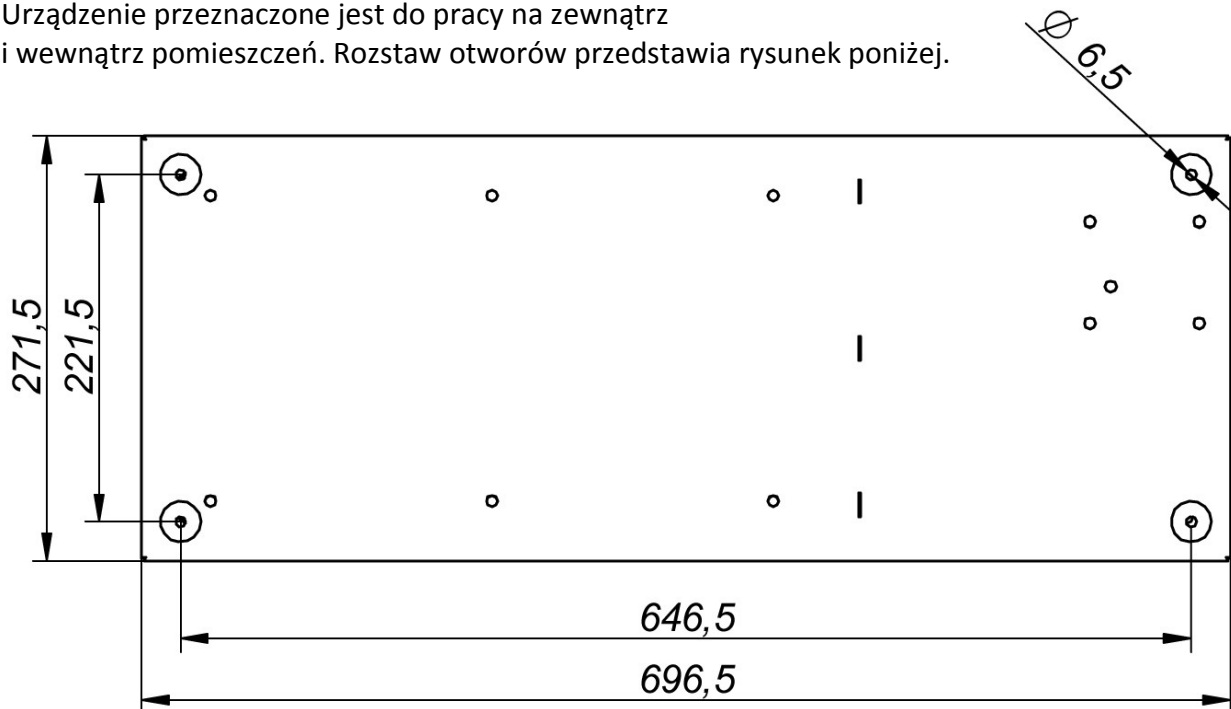 Urządzenie przeznaczone jest do pracy na zewnątrz
i wewnątrz pomieszczeń. Rozstaw otworów przedstawia rysunek poniżej.
∅ 6,5
271,5
221,5
646,5
696,5